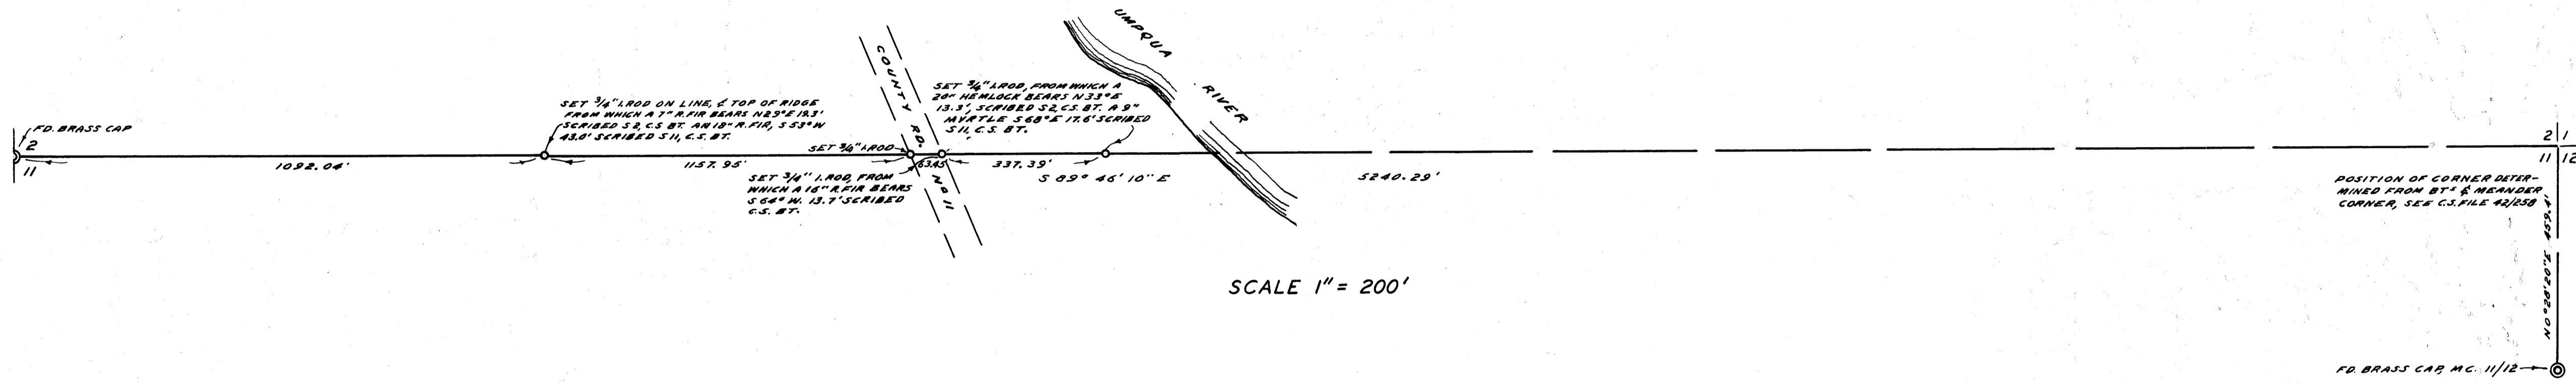 FD. BRASS CAP
2
11
1092.04'
SET 3/4" I.ROD ON LINE, & TOP OF RIDGE
FROM WHICH A 7" R.FIR BEARS N29°E 19.3'
SCRIBED S2, C.S BT. AN 18" R.FIR, S 53° W
43.0' SCRIBED S11, C.S. BT.
1157.95'
SET 3/4" I.ROD
SET 3/4" I.ROD, FROM
WHICH A 16" R.FIR BEARS
S 64° W. 13.7' SCRIBED
C.S. BT.
COUNTY RD. NO 11
63.45
SET 3/4" I.ROD, FROM WHICH A
20" HEMLOCK BEARS N33°E
13.3', SCRIBED S2, C.S. BT. A 9"
MYRTLE S68°E 17.6' SCRIBED
S11, C.S. BT.
337.39'
S 89° 46' 10" E
UMPQUA RIVER
5240.29'
2 1
11 12
POSITION OF CORNER DETER-
MINED FROM BTS & MEANDER
CORNER, SEE C.S. FILE 42/258
N 0° 28' 20" E 459.41
FD. BRASS CAP, M.C. 11/12
SCALE 1" = 200'